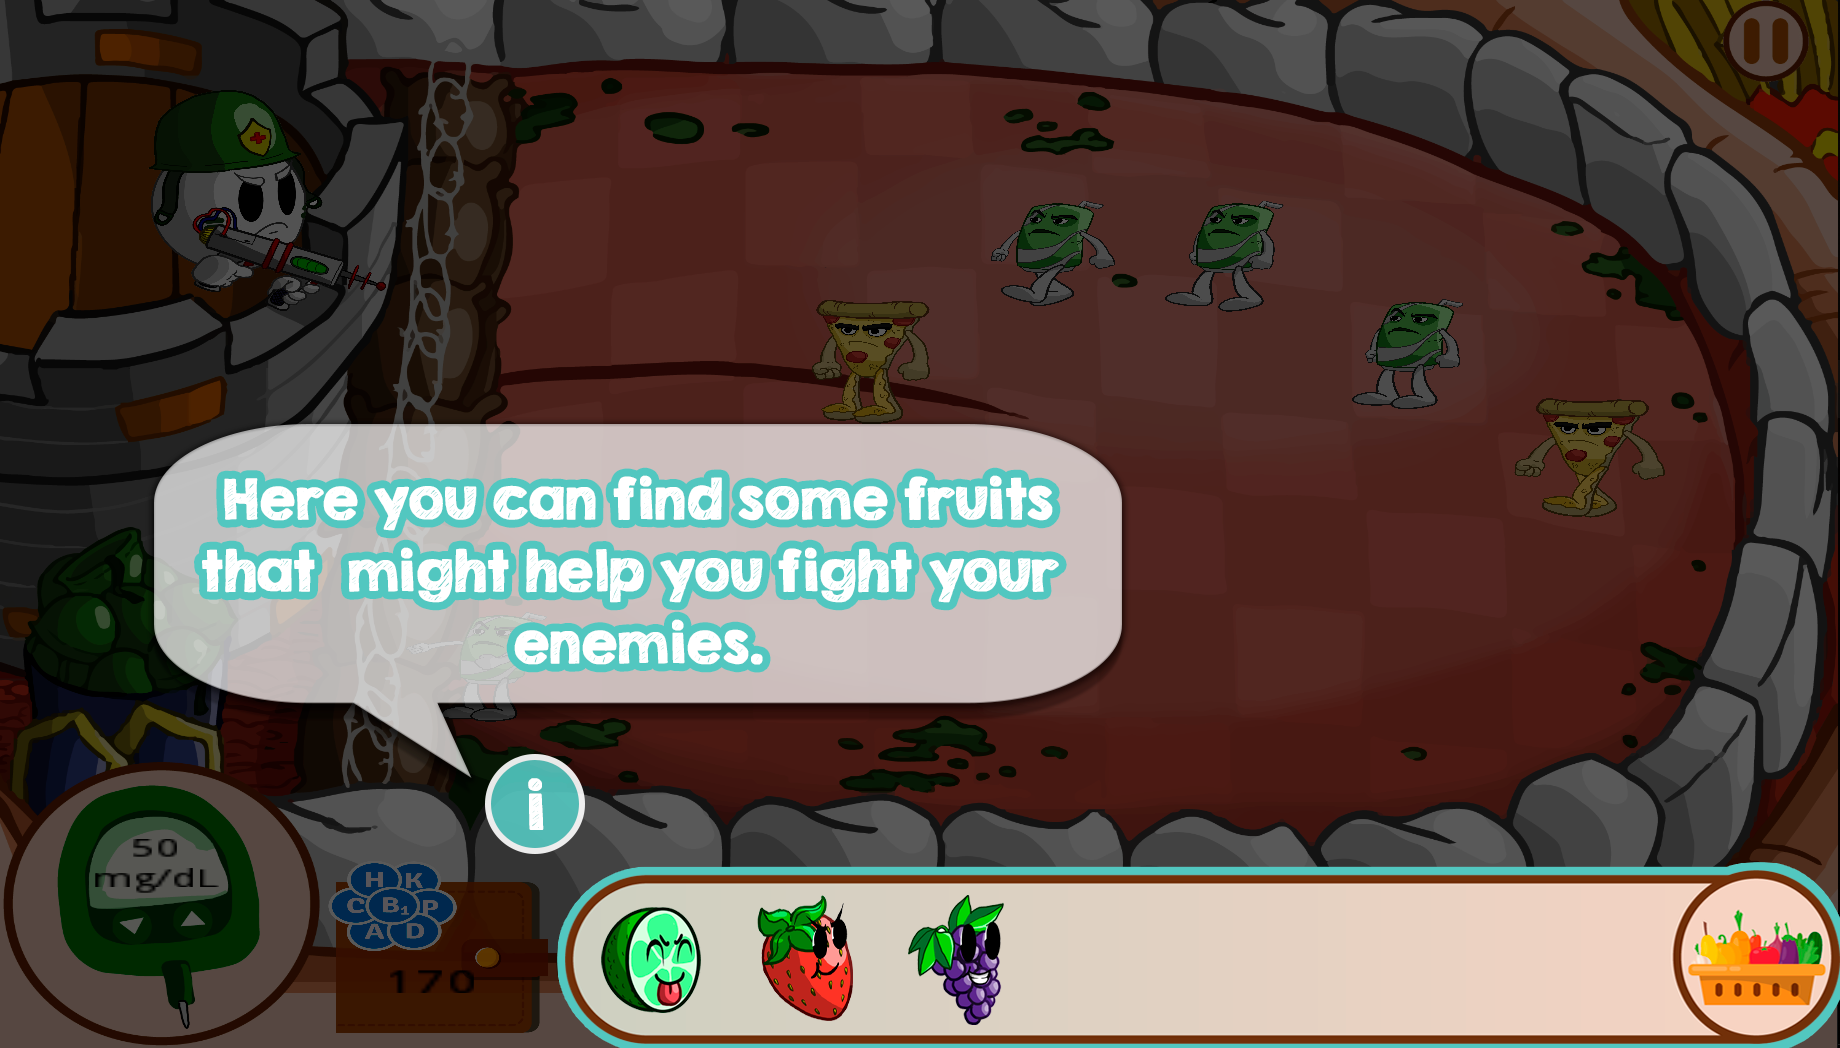 Here you can find some fruits
that might help you fight your
enemies.
50
mg/dL
H K
C B₁ P
A D
170
i